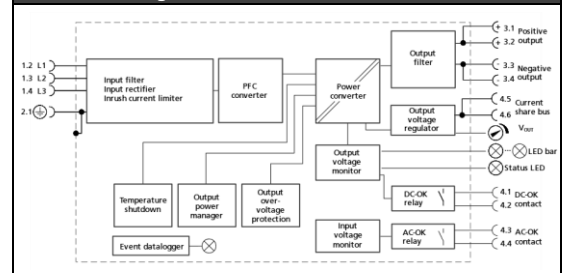 + 3.1 Positive
+ 3.2 output
- 3.3 Negative
- 3.4 output
1.2 L1
1.3 L2
1.4 L3
2.1
Input filter
Input rectifier
Inrush current limiter
PFC
converter
Power
converter
Output
filter
4.5 Current
4.6 share bus
Output
voltage
regulator
VOUT
LED bar
Status LED
Output
voltage
monitor
Temperature
shutdown
Output
power
manager
Output
over-
voltage
protection
DC-OK
relay
4.1 DC-OK
4.2 contact
Input
voltage
monitor
AC-OK
relay
4.3 AC-OK
4.4 contact
Event datalogger